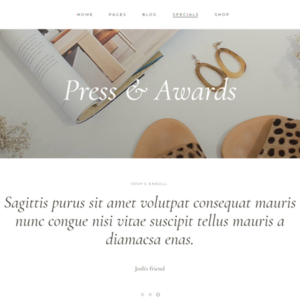 HOME PAGES BLOG SPECIALS SHOP
Press & Awards
Sagittis purus sit amet volutpat consequat mauris
nunc congue nisi vitae suscipit tellus mauris a
diamacsa enas.
Jodi's friend